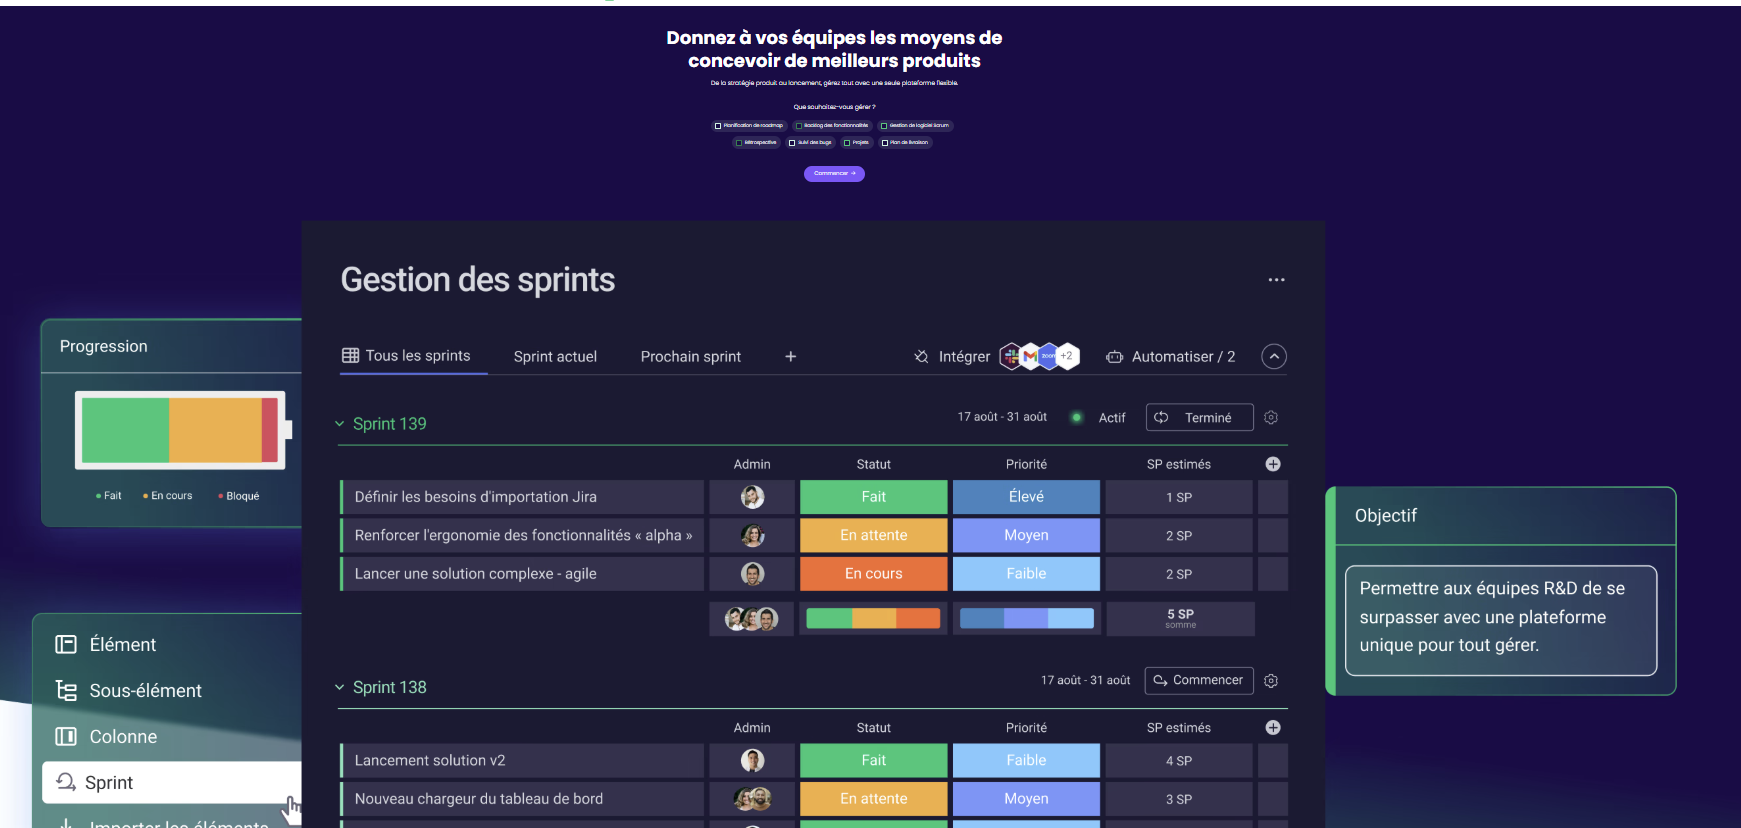 Donnez à vos équipes les moyens de
concevoir de meilleurs produits
De la stratégie produit au lancement, gérez tout avec une seule plateforme flexible.
Que souhaitez-vous gérer ?
Planification de roadmap Backlog des fonctionnalités Gestion de logiciel Scrum
Rétrospective Suivi des bugs Projets Plan de livraison
Commencer →
Gestion des sprints
Tous les sprints Sprint actuel Prochain sprint + Intégrer zoom +2 Automatiser / 2
Sprint 139 17 août - 31 août Actif Terminé
Admin Statut Priorité SP estimés
Définir les besoins d'importation Jira Fait Élevé 1 SP
Renforcer l'ergonomie des fonctionnalités « alpha » En attente Moyen 2 SP
Lancer une solution complexe - agile En cours Faible 2 SP
5 SP
somme
Sprint 138 17 août - 31 août Commencer
Admin Statut Priorité SP estimés
Lancement solution v2 Fait Faible 4 SP
Nouveau chargeur du tableau de bord En attente Moyen 3 SP
Progression
Fait En cours Bloqué
Élément
Sous-élément
Colonne
Sprint
Importer les éléments
Objectif
Permettre aux équipes R&D de se
surpasser avec une plateforme
unique pour tout gérer.